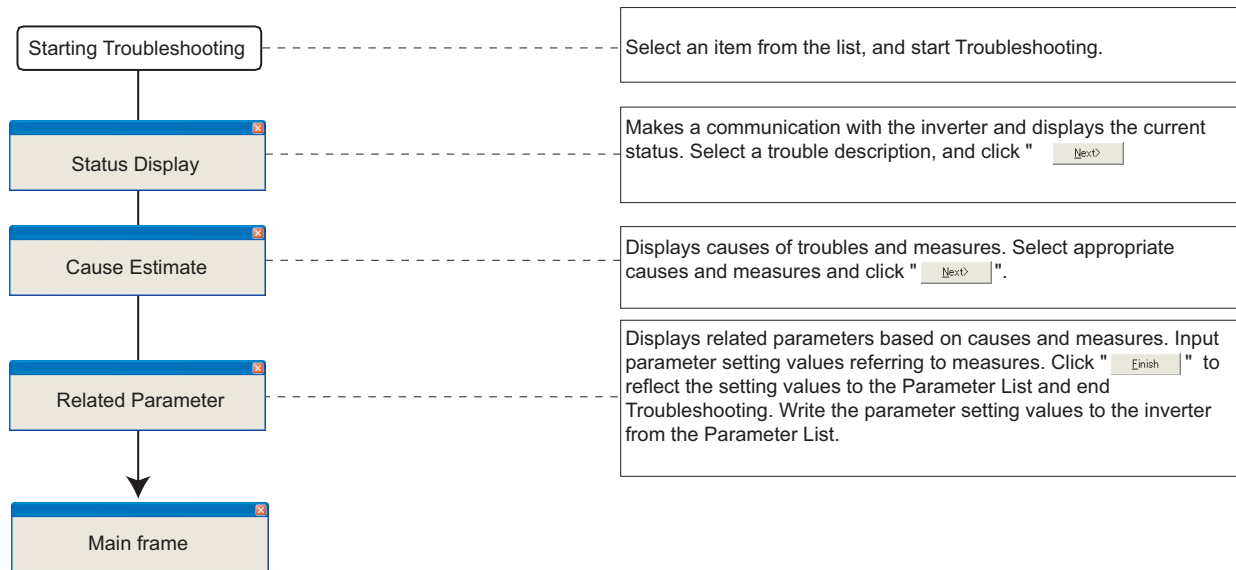 Starting Troubleshooting
Select an item from the list, and start Troubleshooting.
Status Display
Makes a communication with the inverter and displays the current
status. Select a trouble description, and click " Next>
Cause Estimate
Displays causes of troubles and measures. Select appropriate
causes and measures and click " Next> ".
Related Parameter
Displays related parameters based on causes and measures. Input
parameter setting values referring to measures. Click " Finish " to
reflect the setting values to the Parameter List and end
Troubleshooting. Write the parameter setting values to the inverter
from the Parameter List.
Main frame